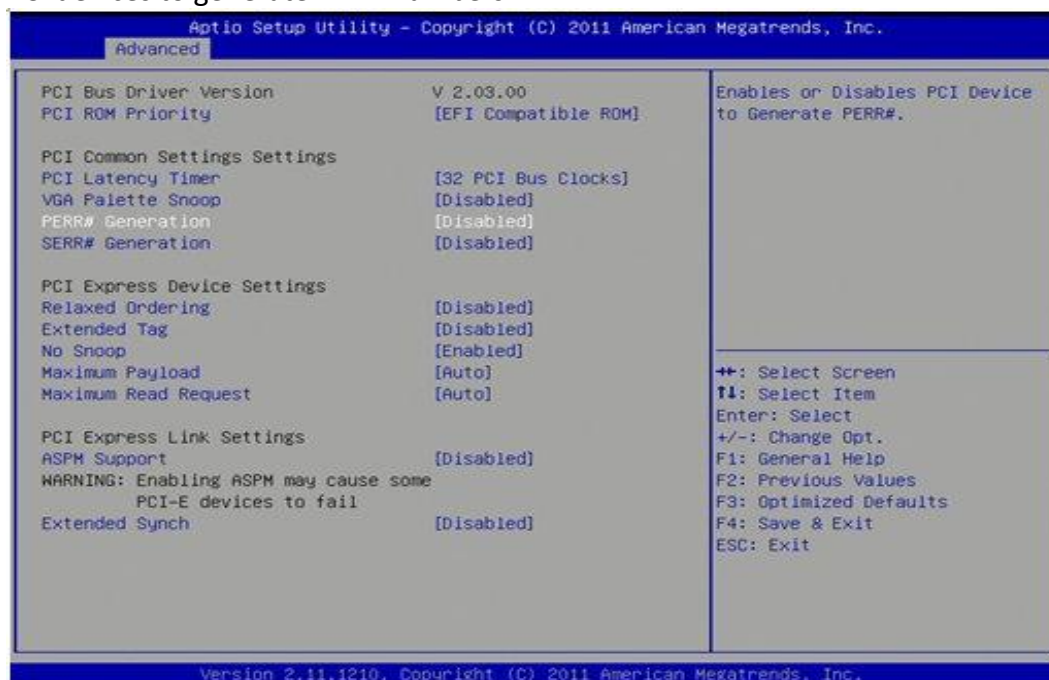 Aptio Setup Utility – Copyright (C) 2011 American Megatrends, Inc.
Advanced
PCI Bus Driver Version V 2.03.00
PCI ROM Priority [EFI Compatible ROM]
PCI Common Settings Settings
PCI Latency Timer [32 PCI Bus Clocks]
VGA Palette Snoop [Disabled]
PERR# Generation [Disabled]
SERR# Generation [Disabled]
PCI Express Device Settings
Relaxed Ordering [Disabled]
Extended Tag [Disabled]
No Snoop [Enabled]
Maximum Payload [Auto]
Maximum Read Request [Auto]
PCI Express Link Settings
ASPM Support [Disabled]
WARNING: Enabling ASPM may cause some
PCI-E devices to fail
Extended Synch [Disabled]
Enables or Disables PCI Device
to Generate PERR#.
→←: Select Screen
↑↓: Select Item
Enter: Select
+/-: Change Opt.
F1: General Help
F2: Previous Values
F3: Optimized Defaults
F4: Save & Exit
ESC: Exit
Version 2.11.1210. Copyright (C) 2011 American Megatrends, Inc.